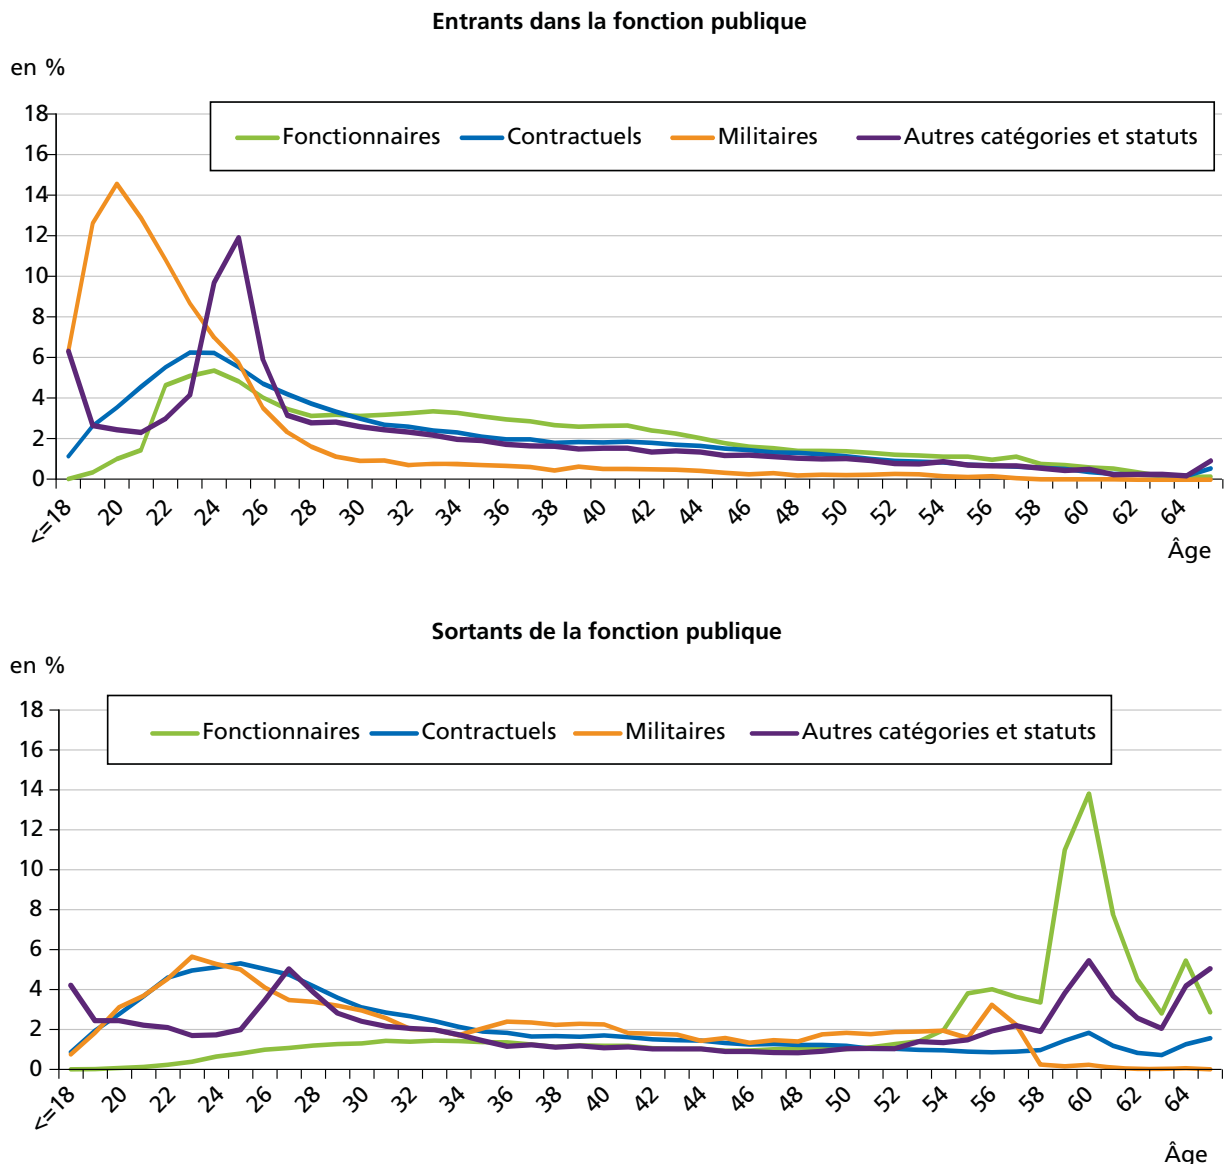 Entrants dans la fonction publique
en %
18
Fonctionnaires Contractuels Militaires Autres catégories et statuts
16
14
12
10
8
6
4
2
0
<=18 20 22 24 26 28 30 32 34 36 38 40 42 44 46 48 50 52 54 56 58 60 62 64
Âge
Sortants de la fonction publique
en %
18
Fonctionnaires Contractuels Militaires Autres catégories et statuts
16
14
12
10
8
6
4
2
0
<=18 20 22 24 26 28 30 32 34 36 38 40 42 44 46 48 50 52 54 56 58 60 62 64
Âge